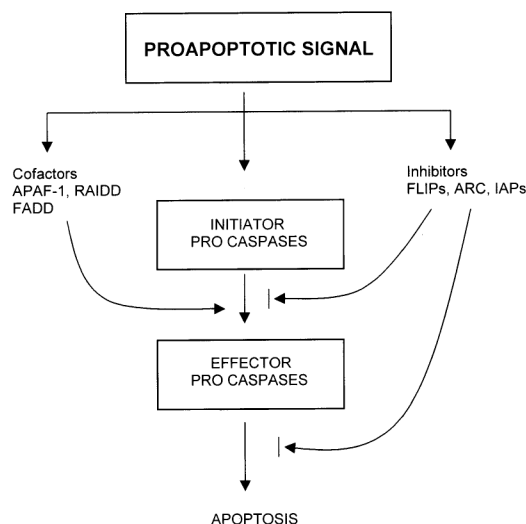 PROAPOPTOTIC SIGNAL
Cofactors
APAF-1, RAIDD
FADD
Inhibitors
FLIPs, ARC, IAPs
INITIATOR
PRO CASPASES
EFFECTOR
PRO CASPASES
APOPTOSIS